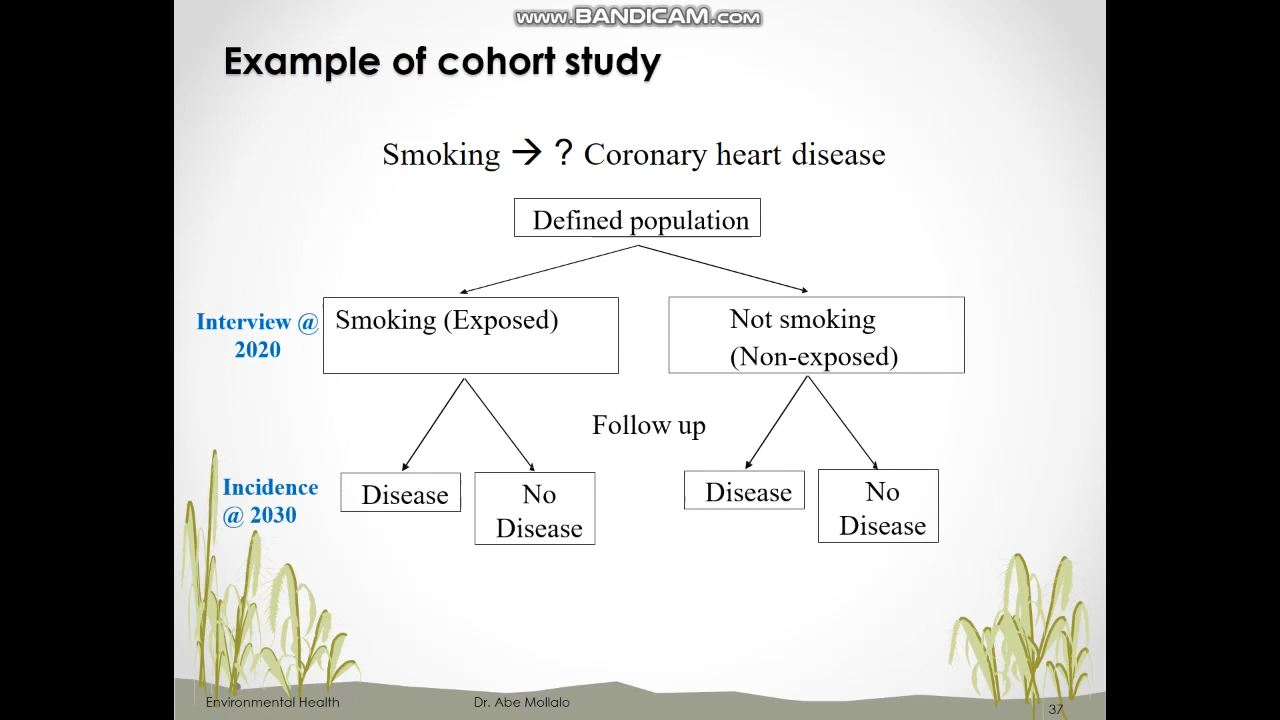 www.BANDICAM.com
Example of cohort study
Smoking → ? Coronary heart disease
Defined population
Interview @
2020
Smoking (Exposed)
Not smoking
(Non-exposed)
Follow up
Incidence
@ 2030
Disease
No
Disease
Disease
No
Disease
Environmental Health
Dr. Abe Mollalo
37